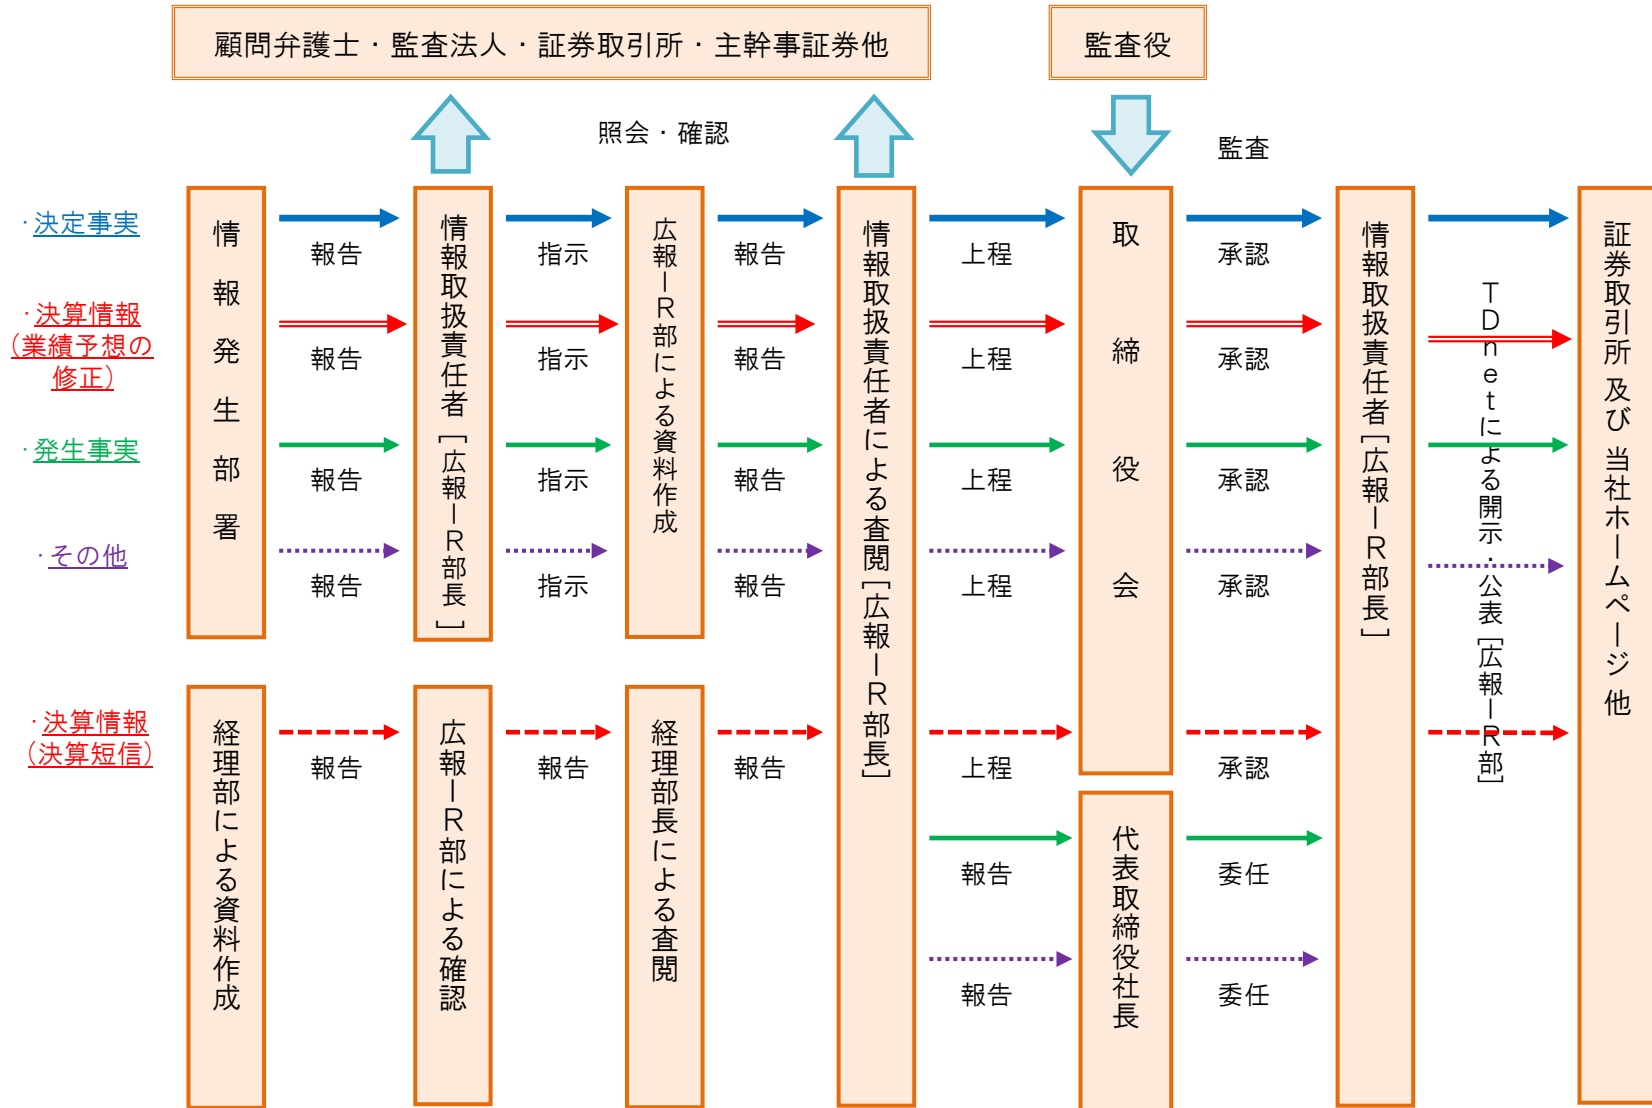 顧問弁護士・監査法人・証券取引所・主幹事証券他
監査役
照会・確認
監査
・決定事実
・決算情報
（業績予想の
修正）
・発生事実
・その他
・決算情報
（決算短信）
情報発生部署
報告
報告
報告
報告
情報取扱責任者［広報ＩＲ部長］
指示
指示
指示
指示
広報ＩＲ部による資料作成
報告
報告
報告
報告
経理部による資料作成
報告
広報ＩＲ部による確認
報告
経理部長による査閲
報告
情報取扱責任者による査閲［広報ＩＲ部長］
上程
上程
上程
上程
上程
報告
報告
取締役会
代表取締役社長
承認
承認
承認
承認
承認
委任
委任
情報取扱責任者［広報ＩＲ部長］
ＴＤｎｅｔによる開示・公表［広報ＩＲ部］
証券取引所 及び 当社ホームページ 他